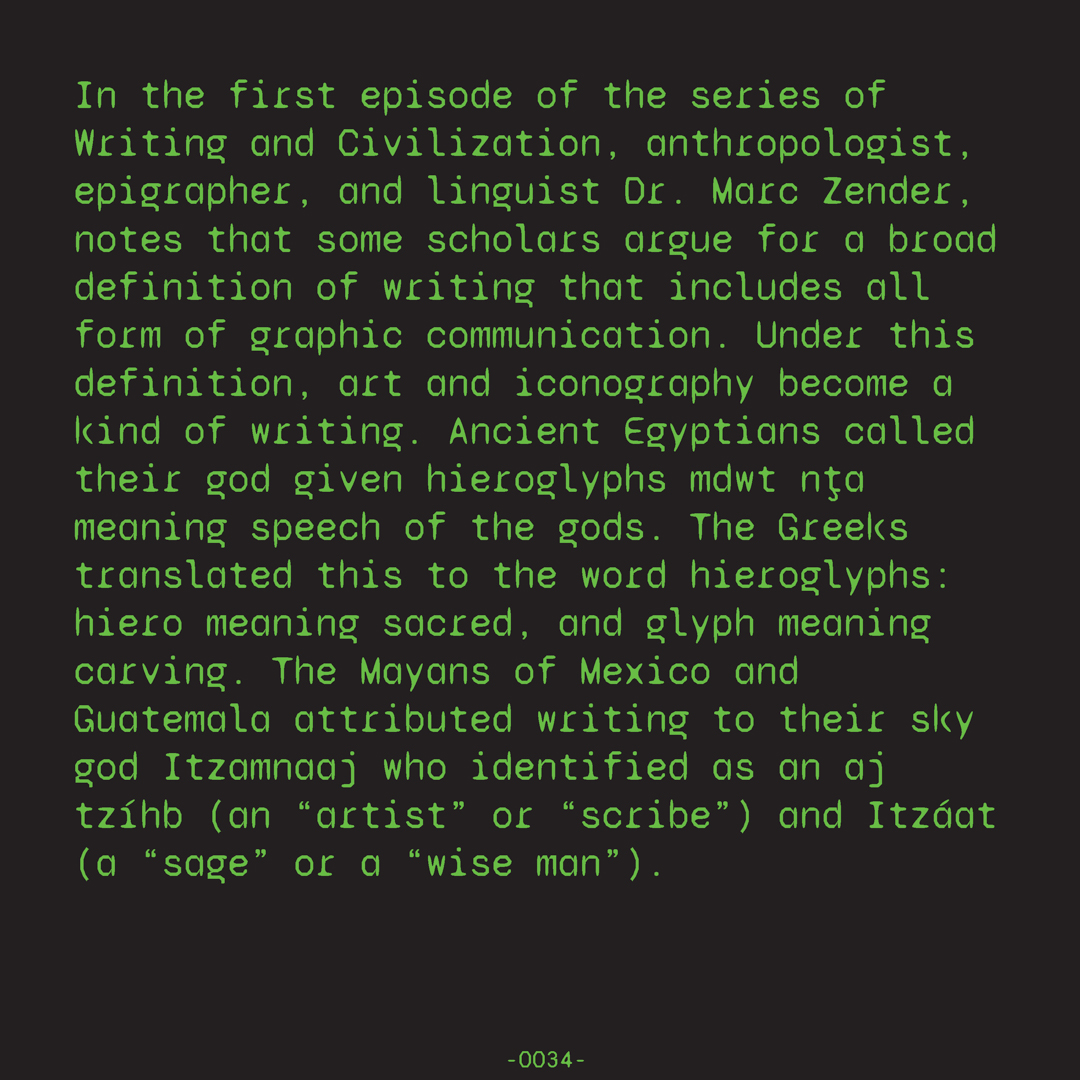 In the first episode of the series of
Writing and Civilization, anthropologist,
epigrapher, and linguist Dr. Marc Zender,
notes that some scholars argue for a broad
definition of writing that includes all
form of graphic communication. Under this
definition, art and iconography become a
kind of writing. Ancient Egyptians called
their god given hieroglyphs mdwt nţa
meaning speech of the gods. The Greeks
translated this to the word hieroglyphs:
hiero meaning sacred, and glyph meaning
carving. The Mayans of Mexico and
Guatemala attributed writing to their sky
god Itzamnaaj who identified as an aj
tzíhb (an “artist” or “scribe”) and Itzáat
(a “sage” or a “wise man”).
-0034-